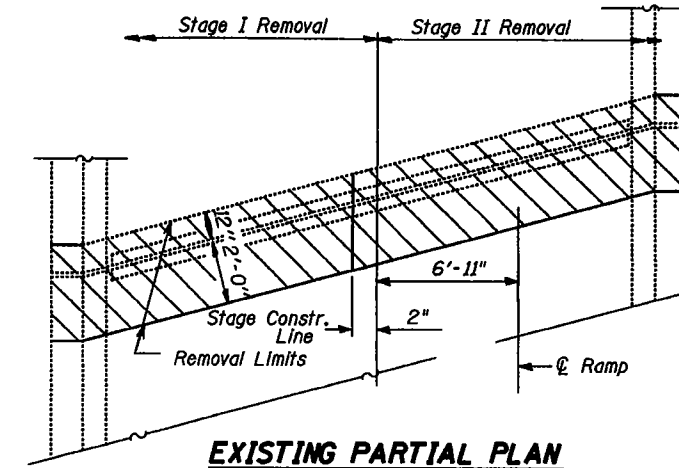 Stage I Removal
Stage II Removal
12"
2'-0"
6'-11"
Stage Constr.
Line
2"
Removal Limits
℄ Ramp
EXISTING PARTIAL PLAN